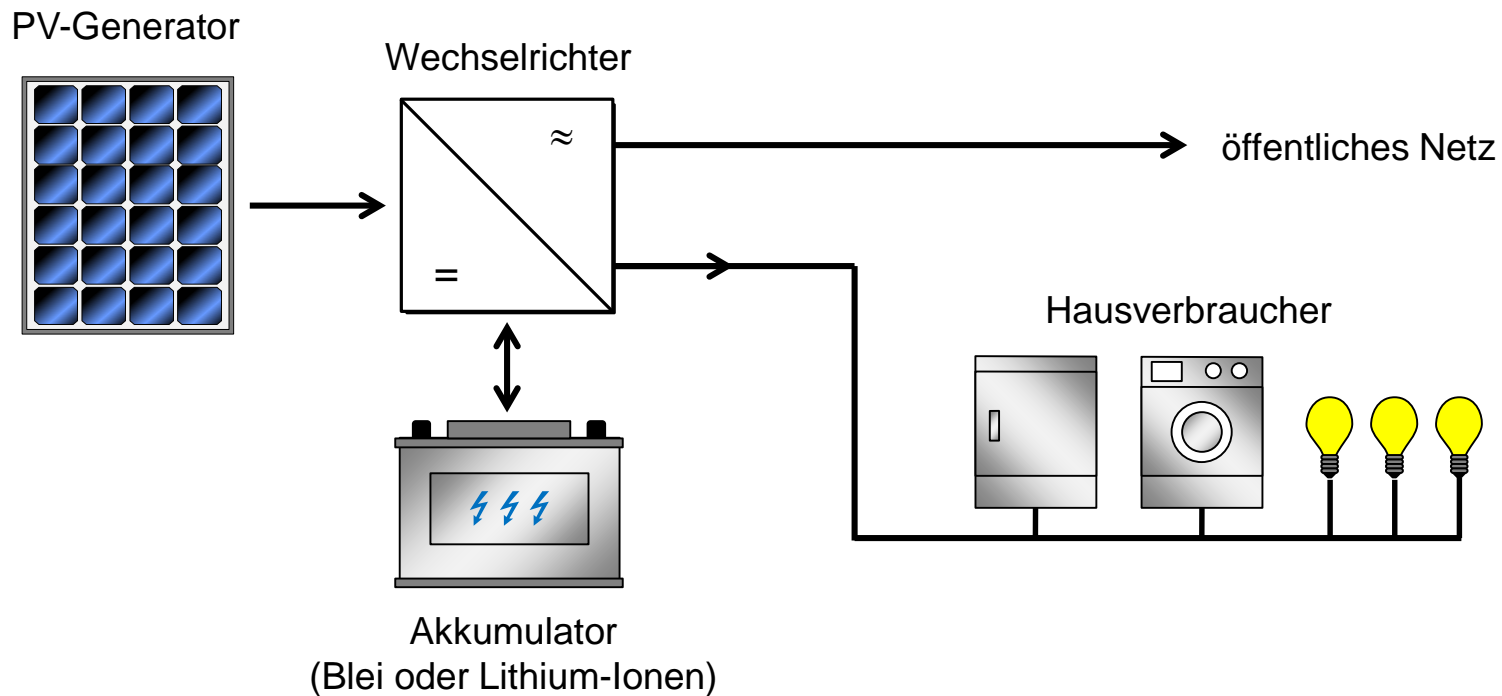 PV-Generator
Wechselrichter
≈
=
öffentliches Netz
Hausverbraucher
Akkumulator
(Blei oder Lithium-Ionen)